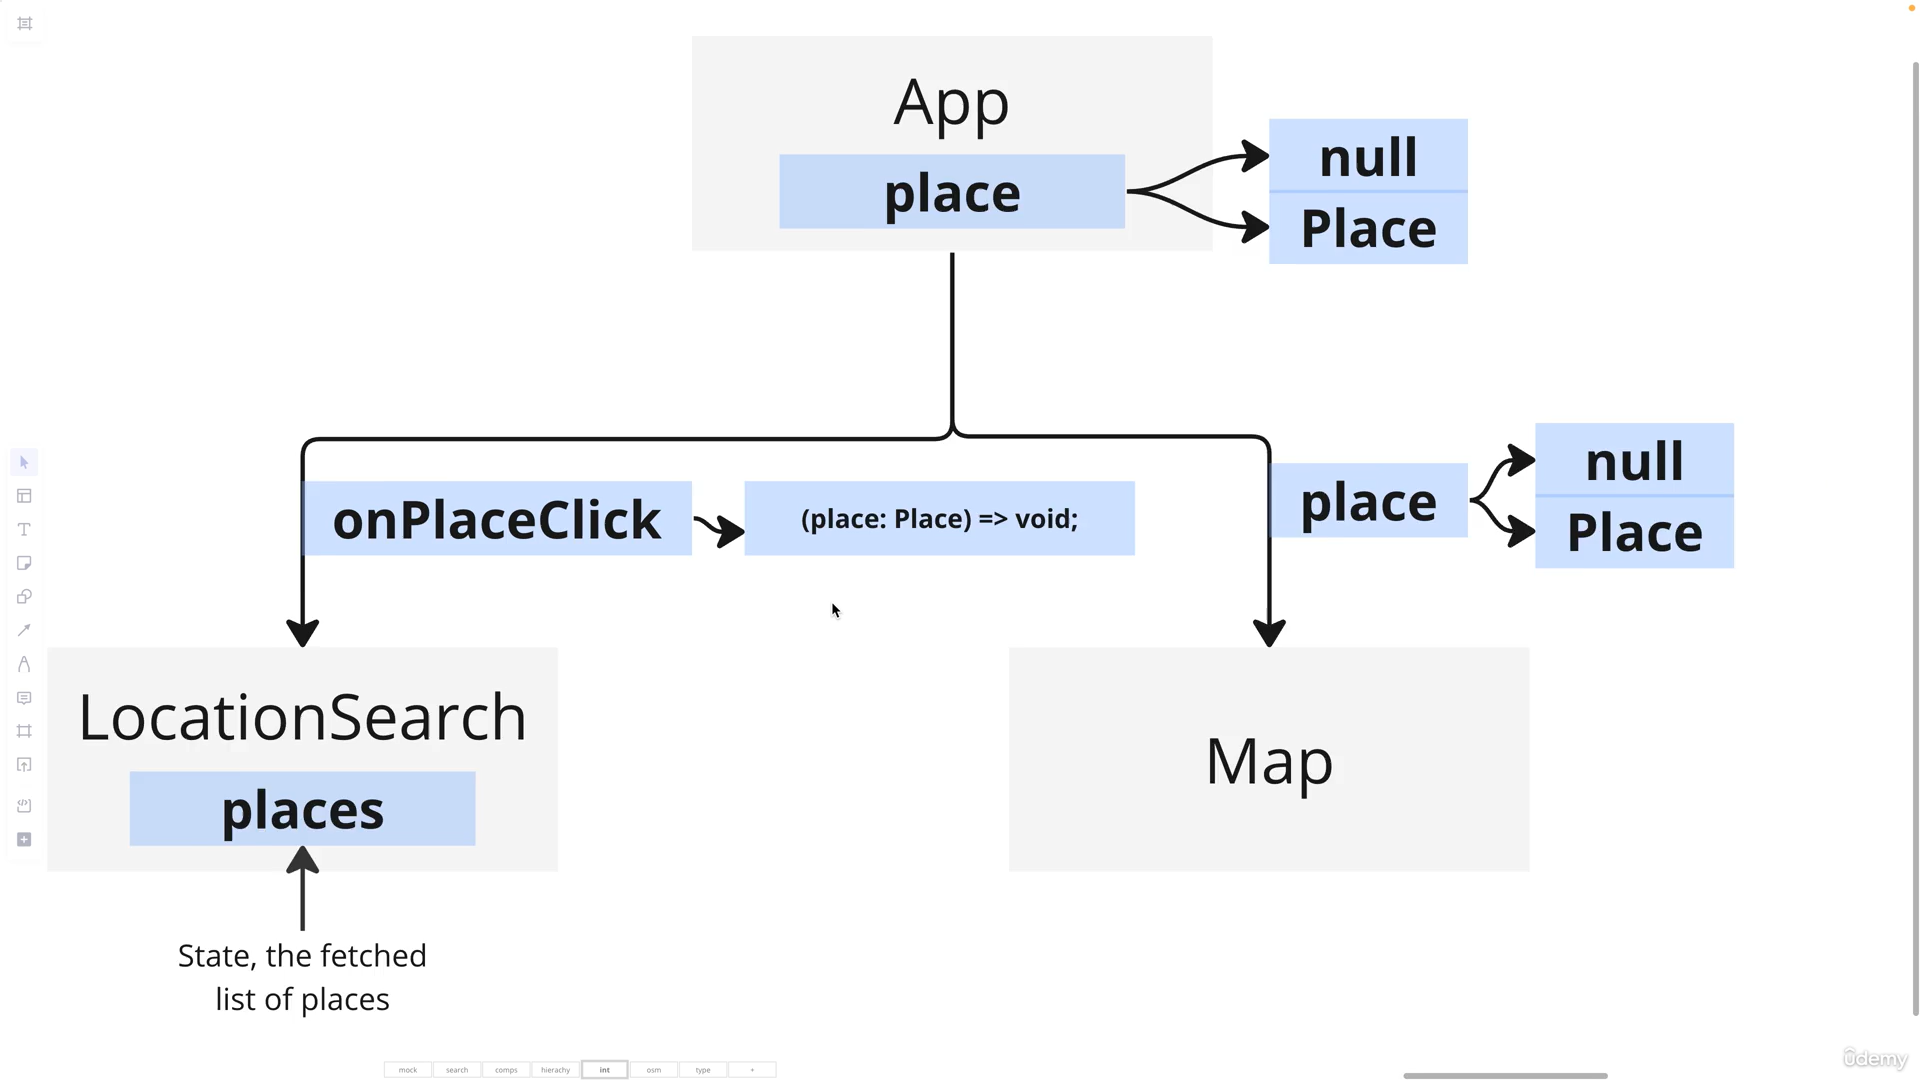 App
place
null
Place
onPlaceClick
(place: Place) => void;
place
null
Place
LocationSearch
places
Map
State, the fetched
list of places
mock
search
comps
hierachy
int
osm
type
+
ûdemy